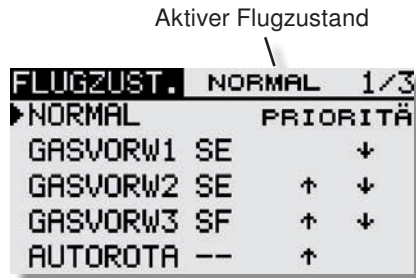 Aktiver Flugzustand
FLUGZUST. NORMAL 1/3
▶NORMAL PRIORITÄ
GASVORW1 SE ↓
GASVORW2 SE ↑ ↓
GASVORW3 SF ↑ ↓
AUTOROTA -- ↑